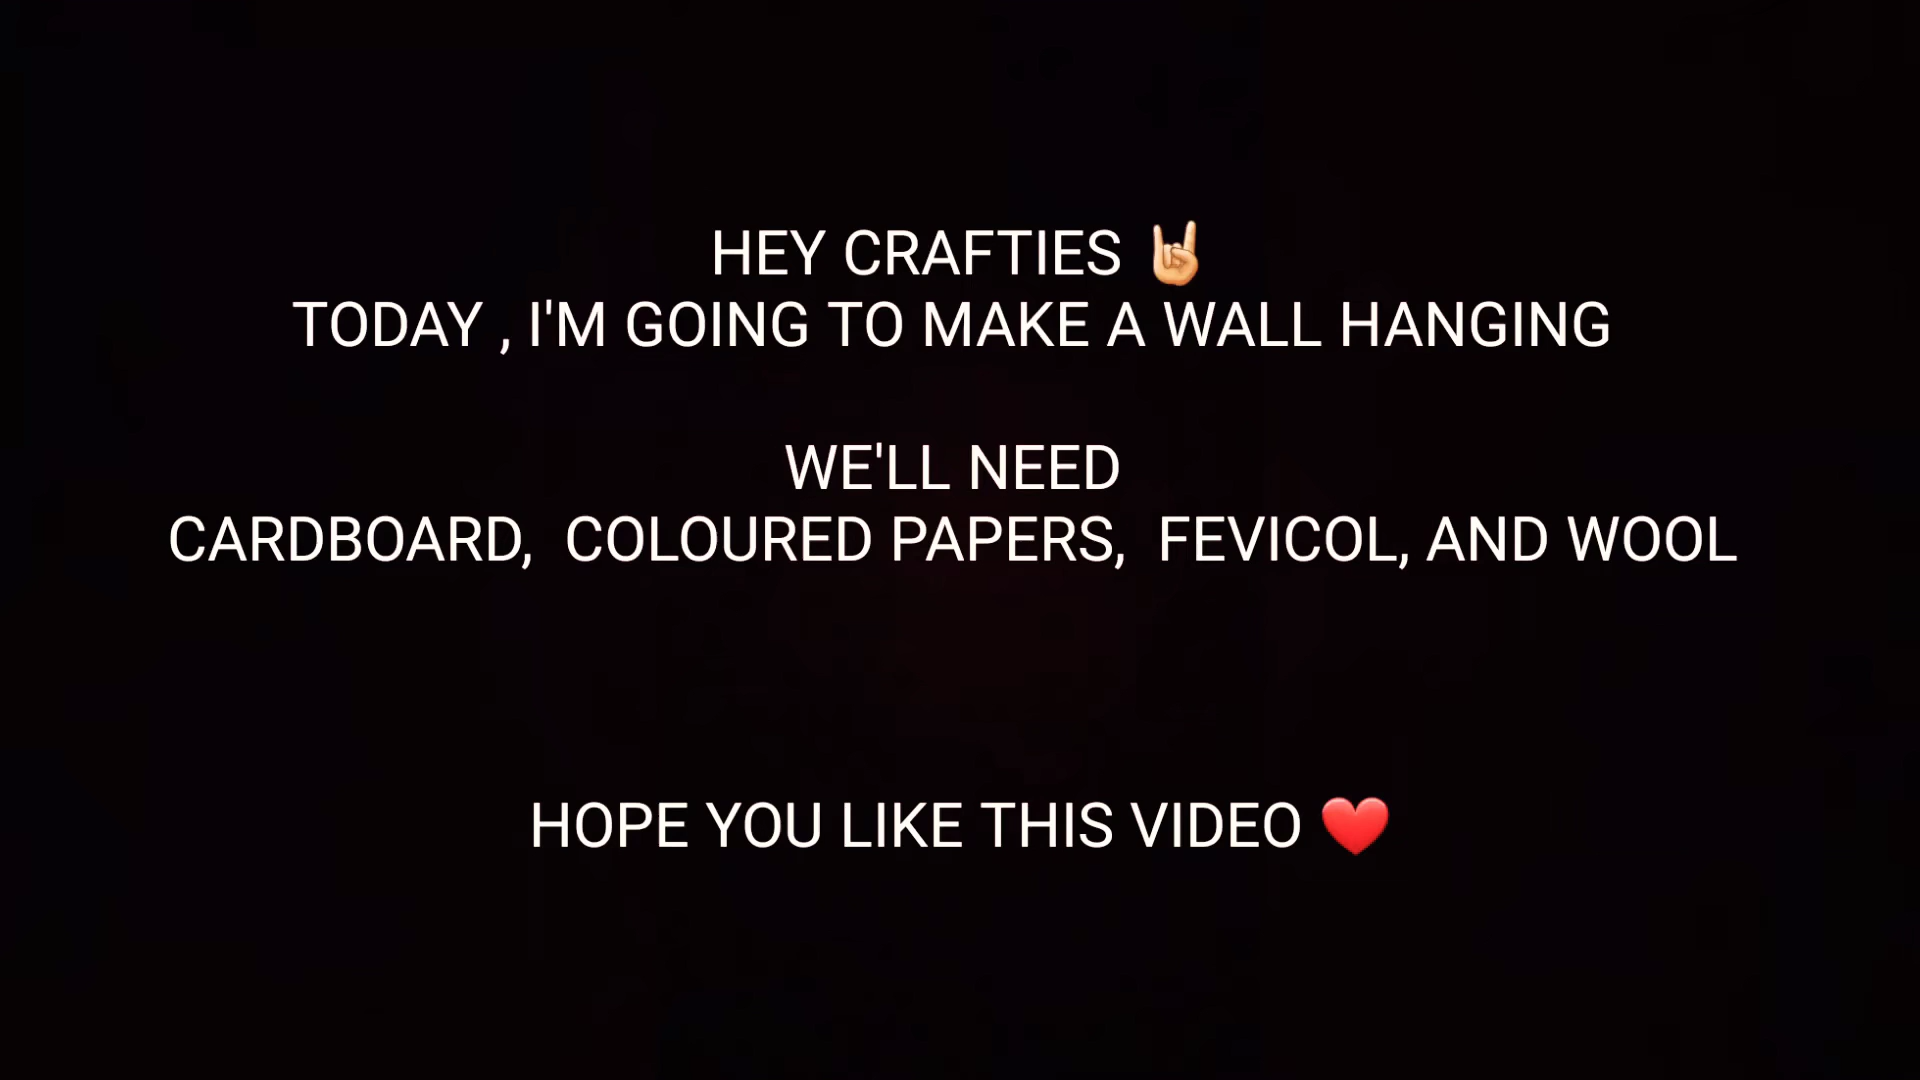 HEY CRAFTIES 🤘🏼
TODAY , I'M GOING TO MAKE A WALL HANGING
WE'LL NEED
CARDBOARD,  COLOURED PAPERS,  FEVICOL, AND WOOL
HOPE YOU LIKE THIS VIDEO ❤️